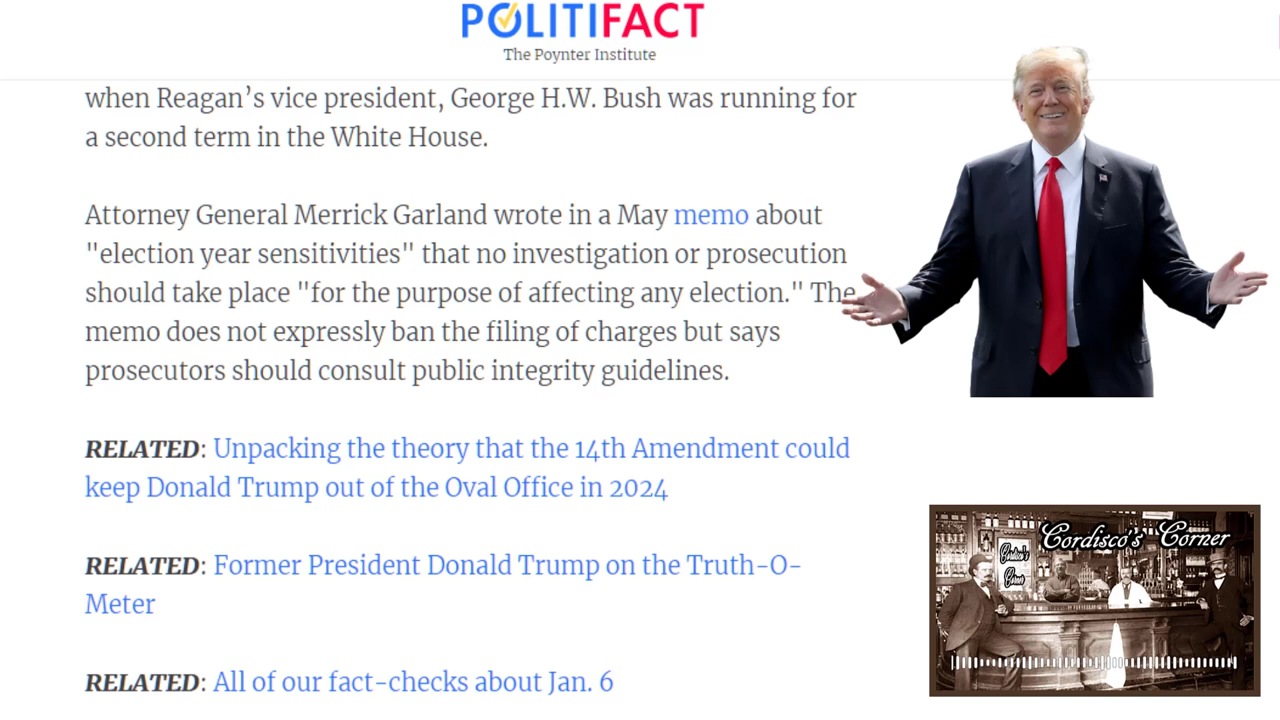 POLITIFACT
The Poynter Institute
when Reagan’s vice president, George H.W. Bush was running for
a second term in the White House.
Attorney General Merrick Garland wrote in a May memo about
"election year sensitivities" that no investigation or prosecution
should take place "for the purpose of affecting any election." The
memo does not expressly ban the filing of charges but says
prosecutors should consult public integrity guidelines.
RELATED: Unpacking the theory that the 14th Amendment could
keep Donald Trump out of the Oval Office in 2024
RELATED: Former President Donald Trump on the Truth-O-
Meter
RELATED: All of our fact-checks about Jan. 6
Cordisco's Corner
Cordisco's
Corner